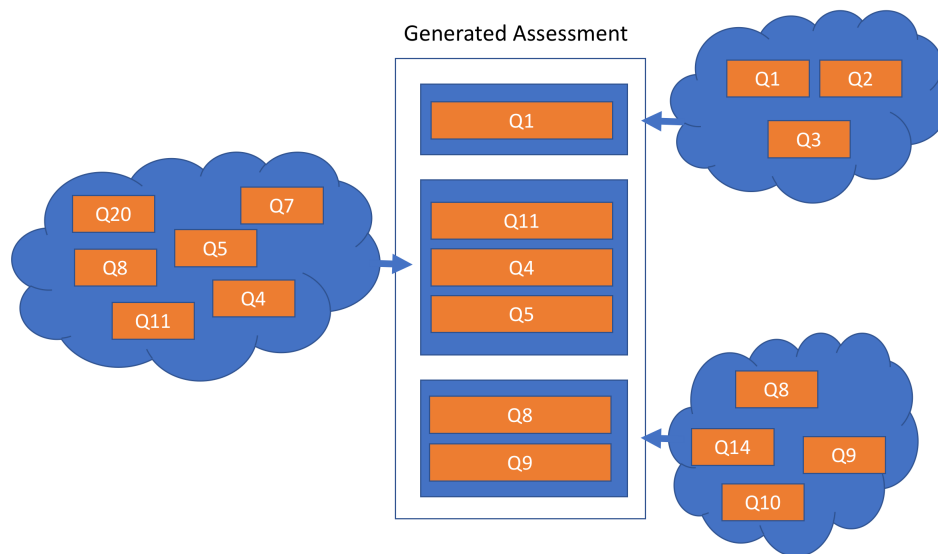 Generated Assessment
Q1
Q11
Q4
Q5
Q8
Q9
Q20
Q7
Q5
Q8
Q4
Q11
Q1 Q2
Q3
Q8
Q14
Q9
Q10